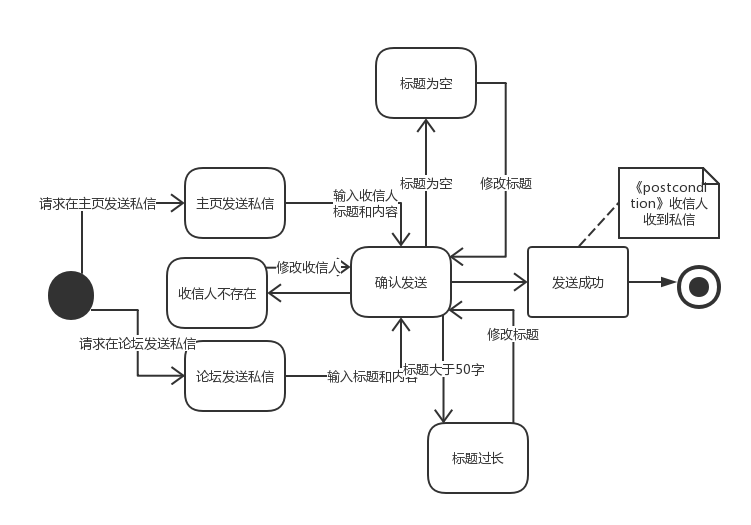 标题为空
标题为空
修改标题
《postcondi
tion》收信人
收到私信
请求在主页发送私信
主页发送私信
输入收信人
标题和内容
修改收信人
收信人不存在
确认发送
发送成功
请求在论坛发送私信
论坛发送私信
输入标题和内容
标题大于50字
修改标题
标题过长